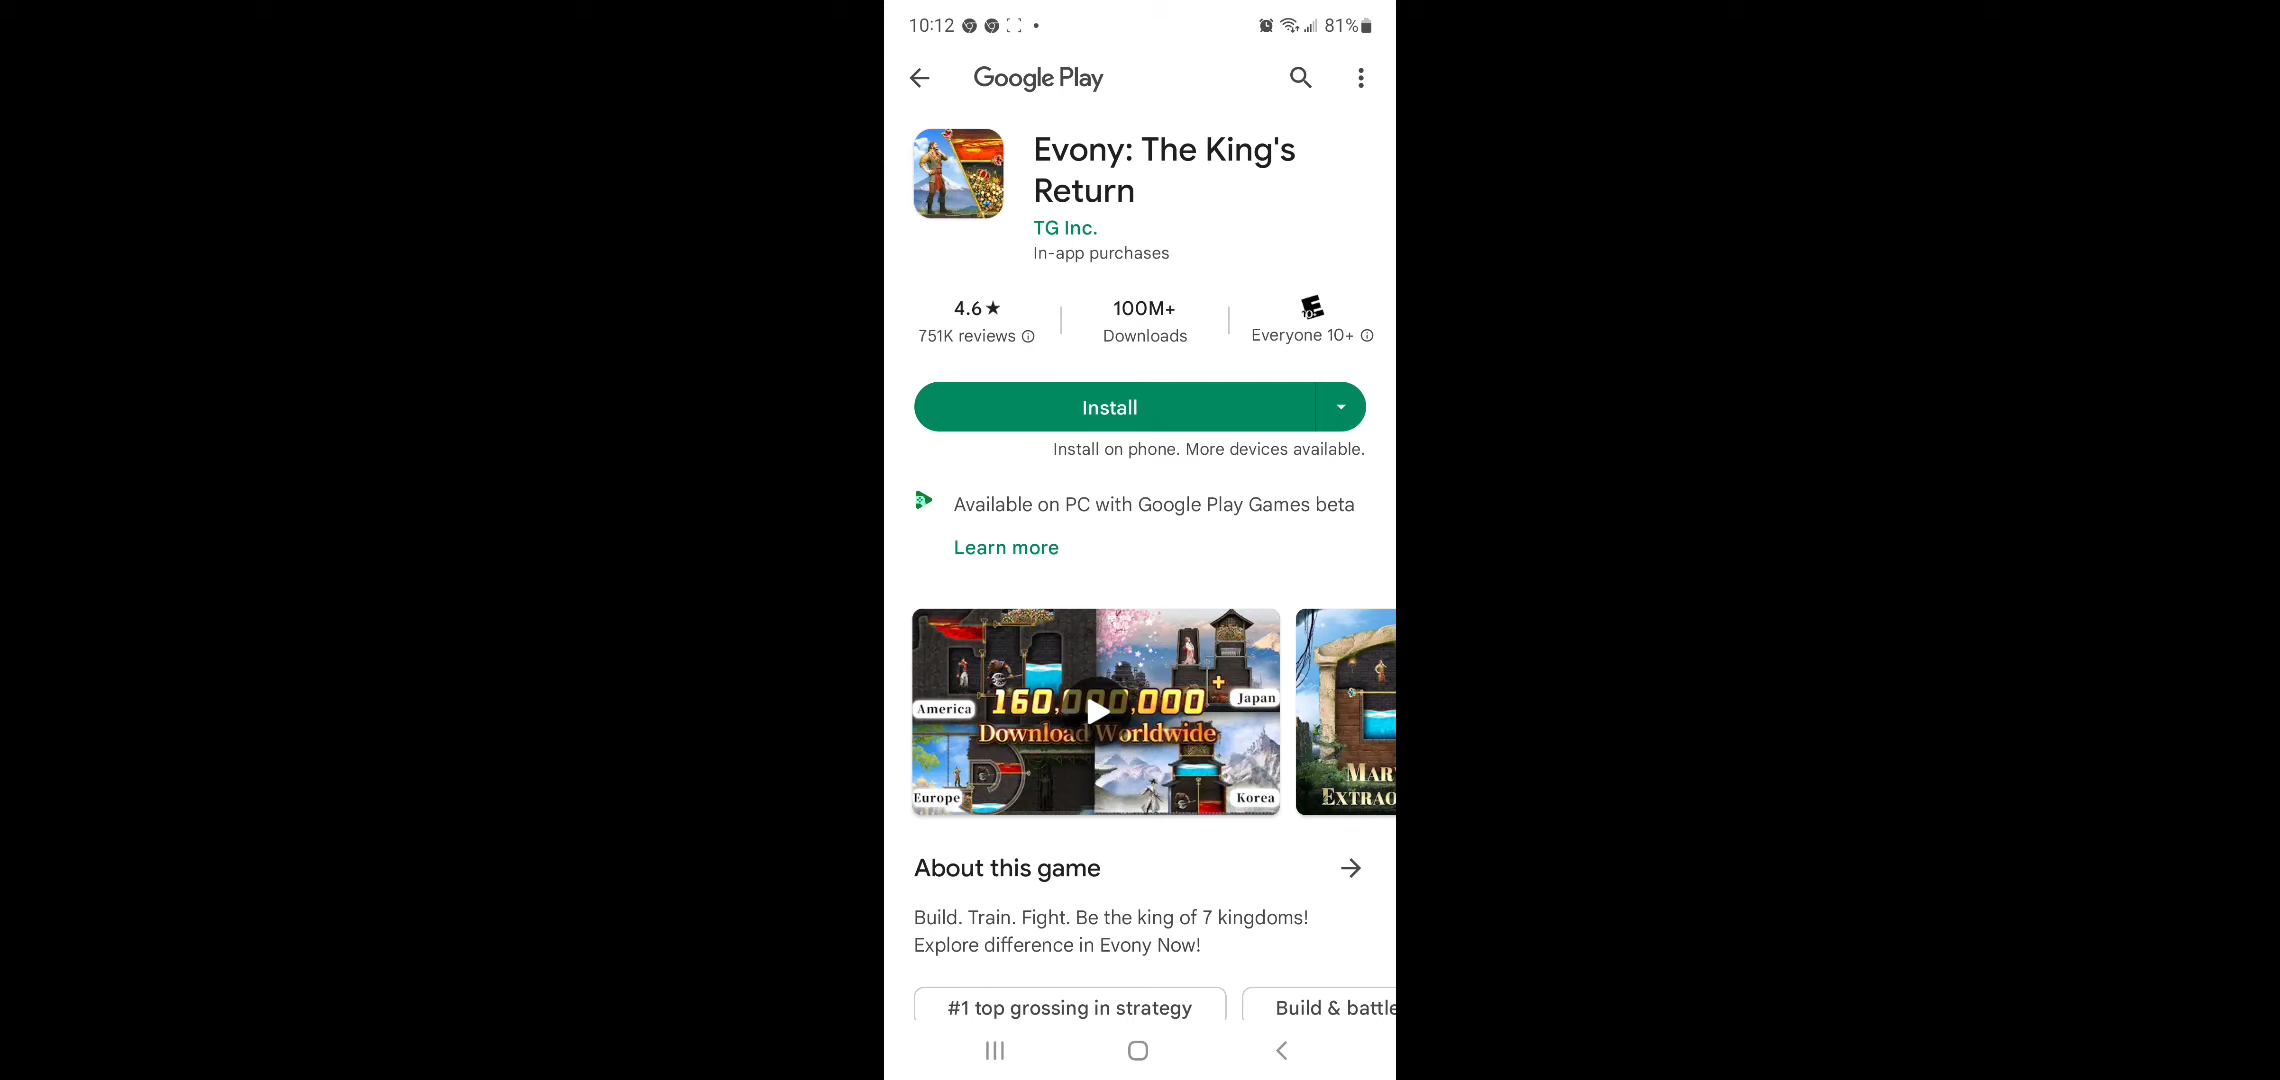 10:12
81%
Google Play
Evony: The King's
Return
TG Inc.
In-app purchases
4.6★
100M+
751K reviews
Downloads
Everyone 10+
Install
Install on phone. More devices available.
Available on PC with Google Play Games beta
Learn more
160,000,000+
Download Worldwide
America
Japan
Europe
Korea
MAR
EXTRAO
About this game
Build. Train. Fight. Be the king of 7 kingdoms!
Explore difference in Evony Now!
#1 top grossing in strategy
Build & battle